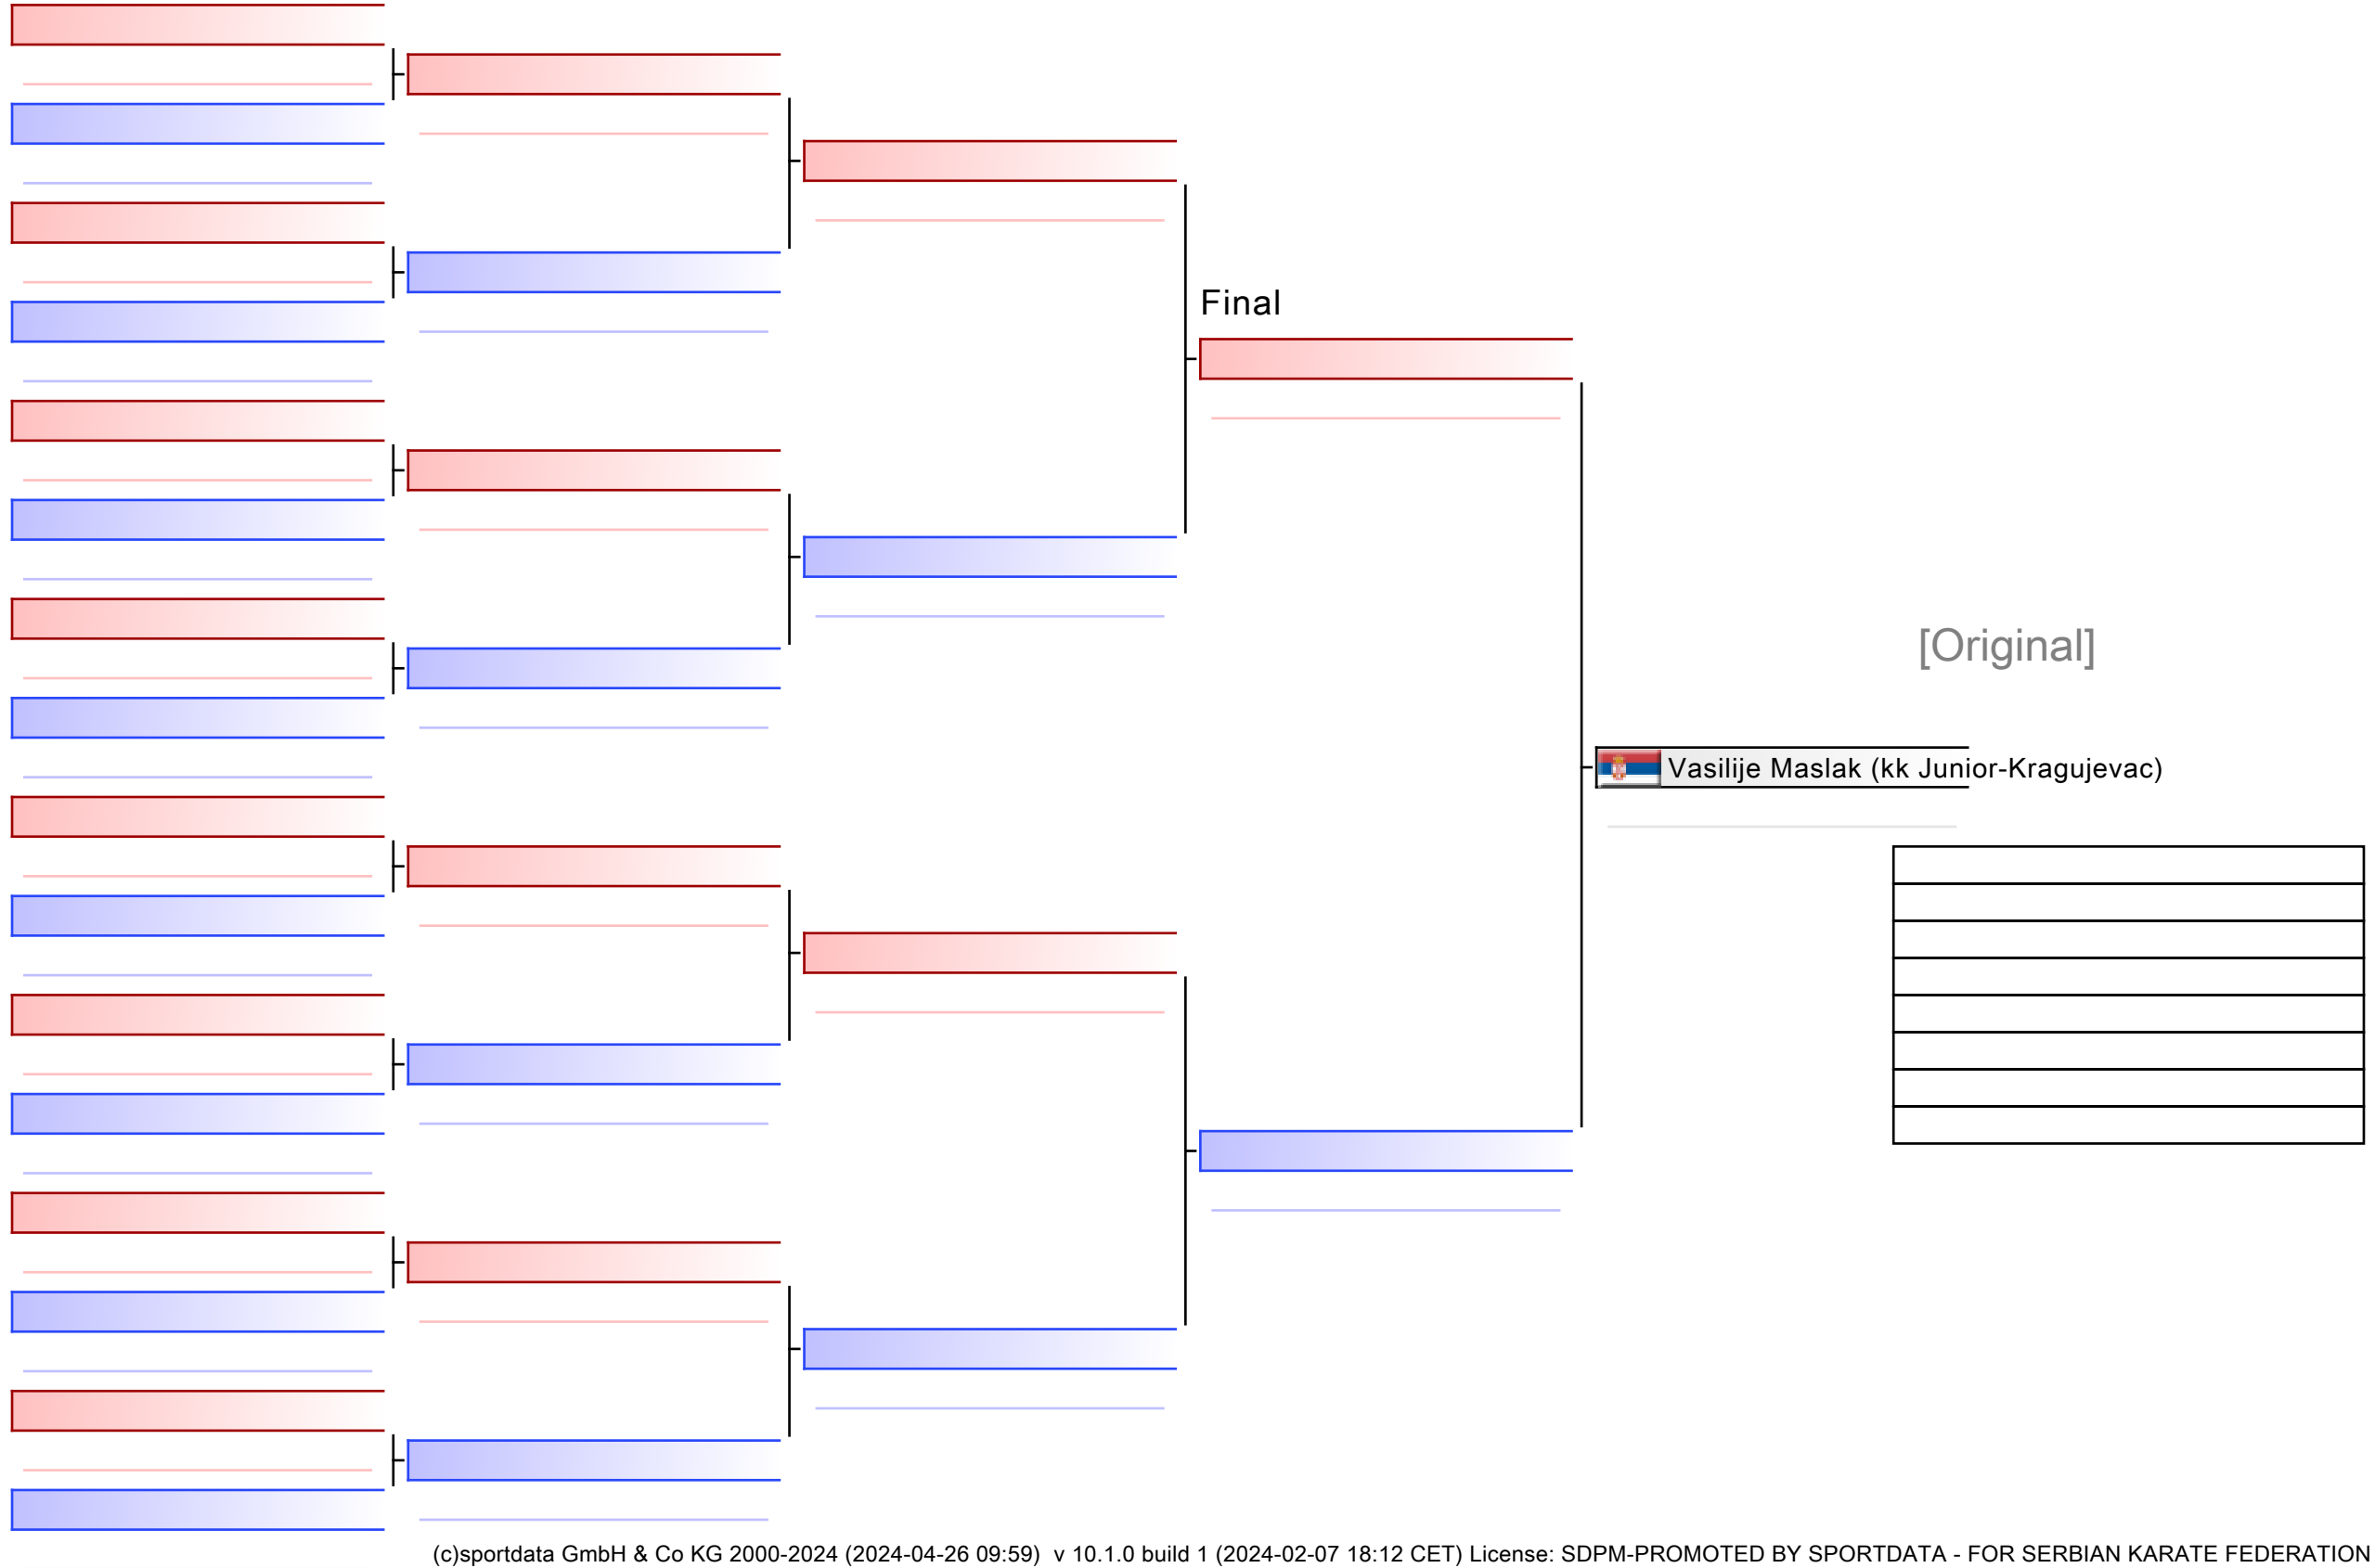 Final
[Original]
Vasilije Maslak (kk Junior-Kragujevac)
(c)sportdata GmbH & Co KG 2000-2024 (2024-04-26 09:59)  v 10.1.0 build 1 (2024-02-07 18:12 CET) License: SDPM-PROMOTED BY SPORTDATA - FOR SERBIAN KARATE FEDERATION